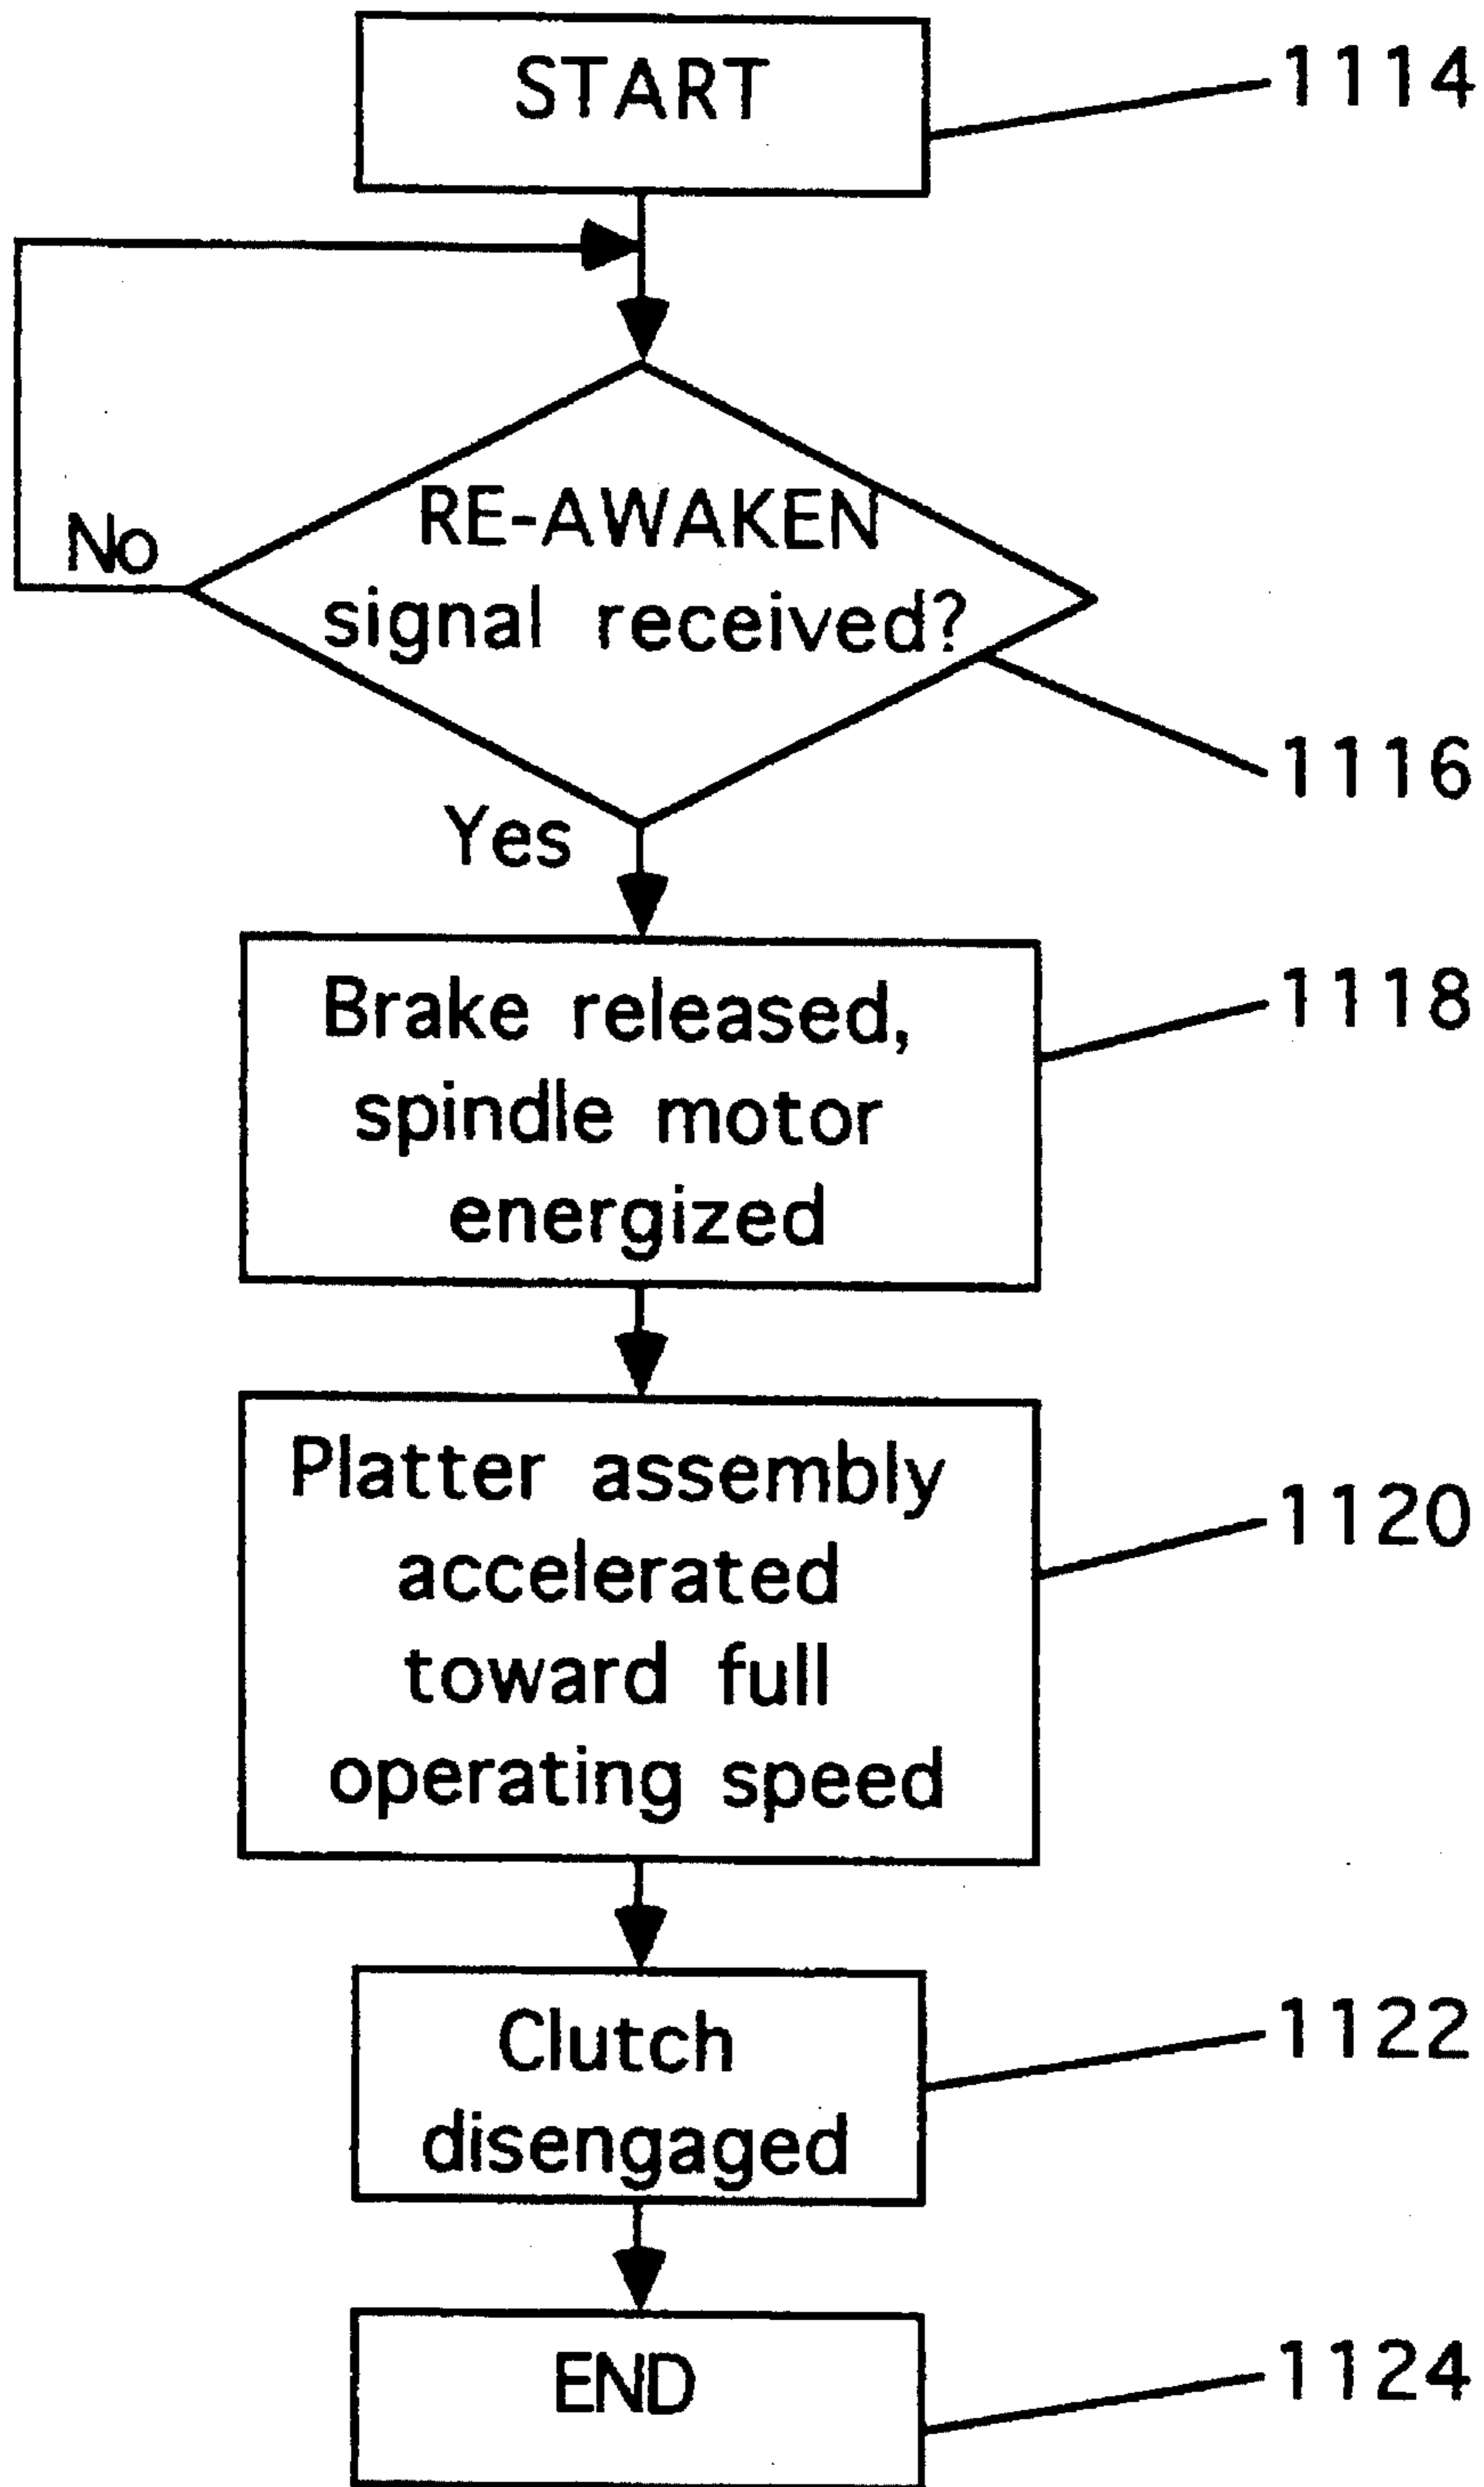 START
1114
RE-AWAKEN
signal received?
No
1116
Yes
Brake released,
spindle motor
energized
1118
Platter assembly
accelerated
toward full
operating speed
1120
Clutch
disengaged
1122
END
1124